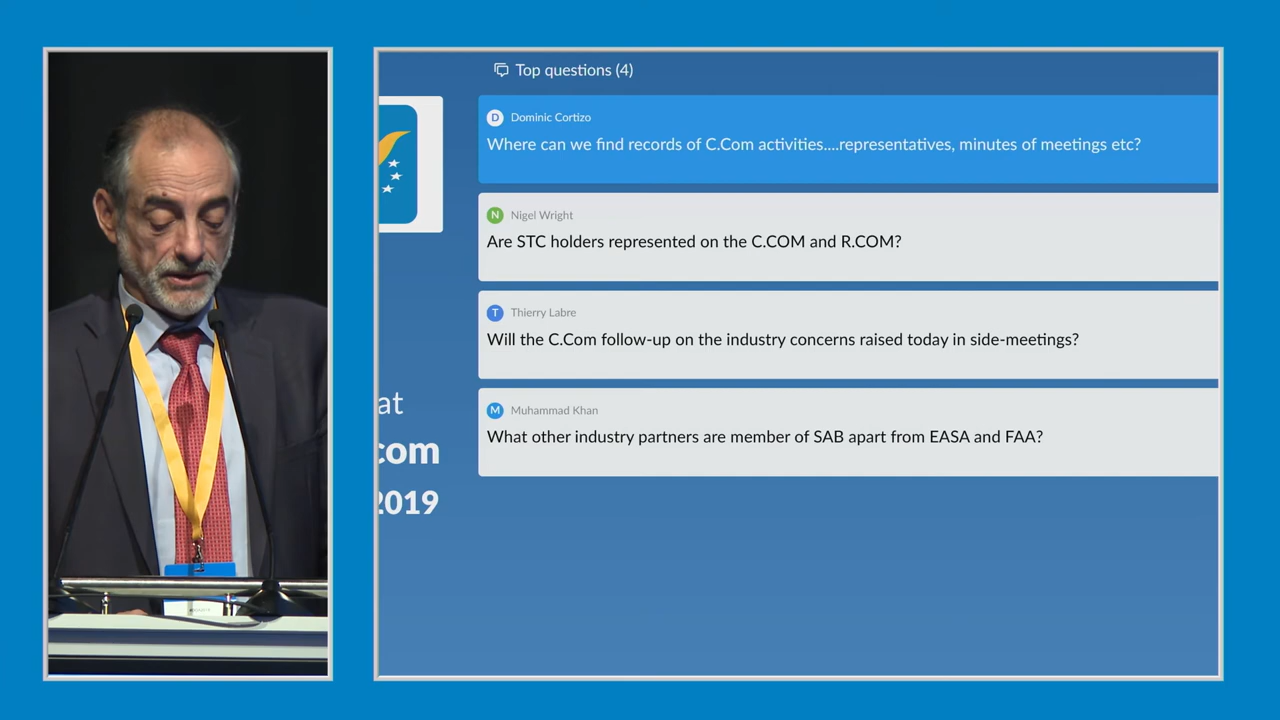 Top questions (4)
D Dominic Cortizo
Where can we find records of C.Com activities....representatives, minutes of meetings etc?
N Nigel Wright
Are STC holders represented on the C.COM and R.COM?
T Thierry Labre
Will the C.Com follow-up on the industry concerns raised today in side-meetings?
M Muhammad Khan
What other industry partners are member of SAB apart from EASA and FAA?
at
com
2019